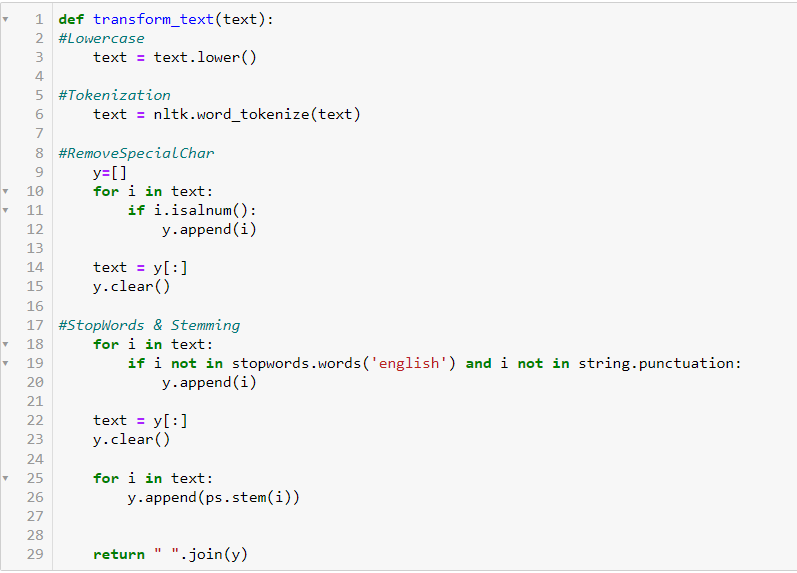 1 def transform_text(text):
2 #Lowercase
3     text = text.lower()
4
5 #Tokenization
6     text = nltk.word_tokenize(text)
7
8 #RemoveSpecialChar
9     y=[]
10     for i in text:
11         if i.isalnum():
12             y.append(i)
13
14     text = y[:]
15     y.clear()
16
17 #StopWords & Stemming
18     for i in text:
19         if i not in stopwords.words('english') and i not in string.punctuation:
20             y.append(i)
21
22     text = y[:]
23     y.clear()
24
25     for i in text:
26         y.append(ps.stem(i))
27
28
29     return " ".join(y)